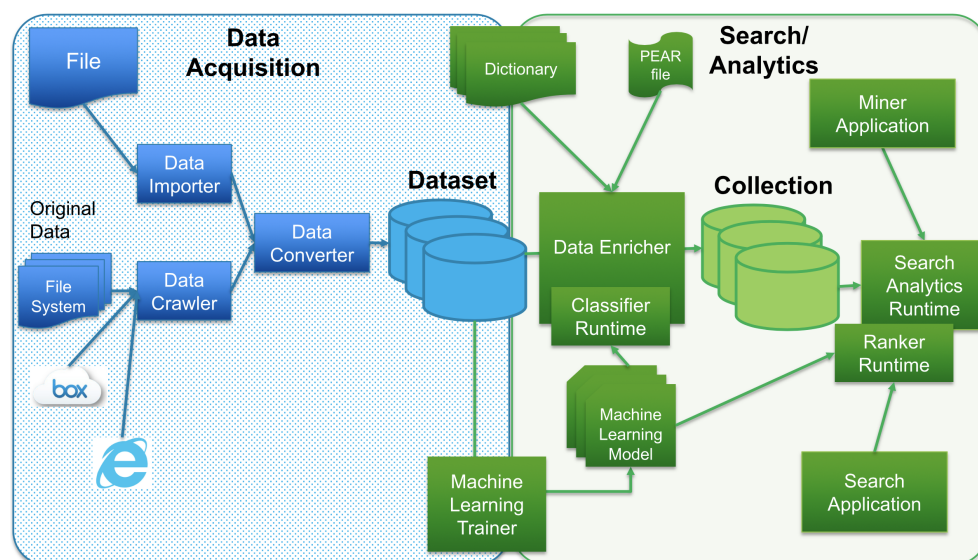 Data
Acquisition
File
Data
Importer
Original
Data
File
System
Data
Crawler
Data
Converter
box
e
Dataset
Search/
Analytics
Dictionary
PEAR
file
Miner
Application
Data Enricher
Classifier
Runtime
Collection
Search
Analytics
Runtime
Ranker
Runtime
Machine
Learning
Model
Machine
Learning
Trainer
Search
Application